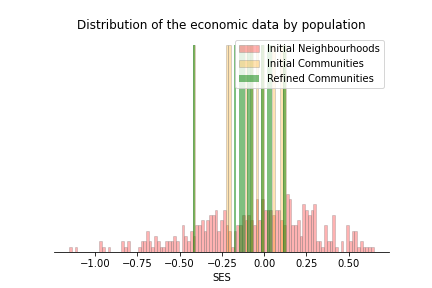 Distribution of the economic data by population
Initial Neighbourhoods
Initial Communities
Refined Communities
−1.00 −0.75 −0.50 −0.25 0.00 0.25 0.50
SES